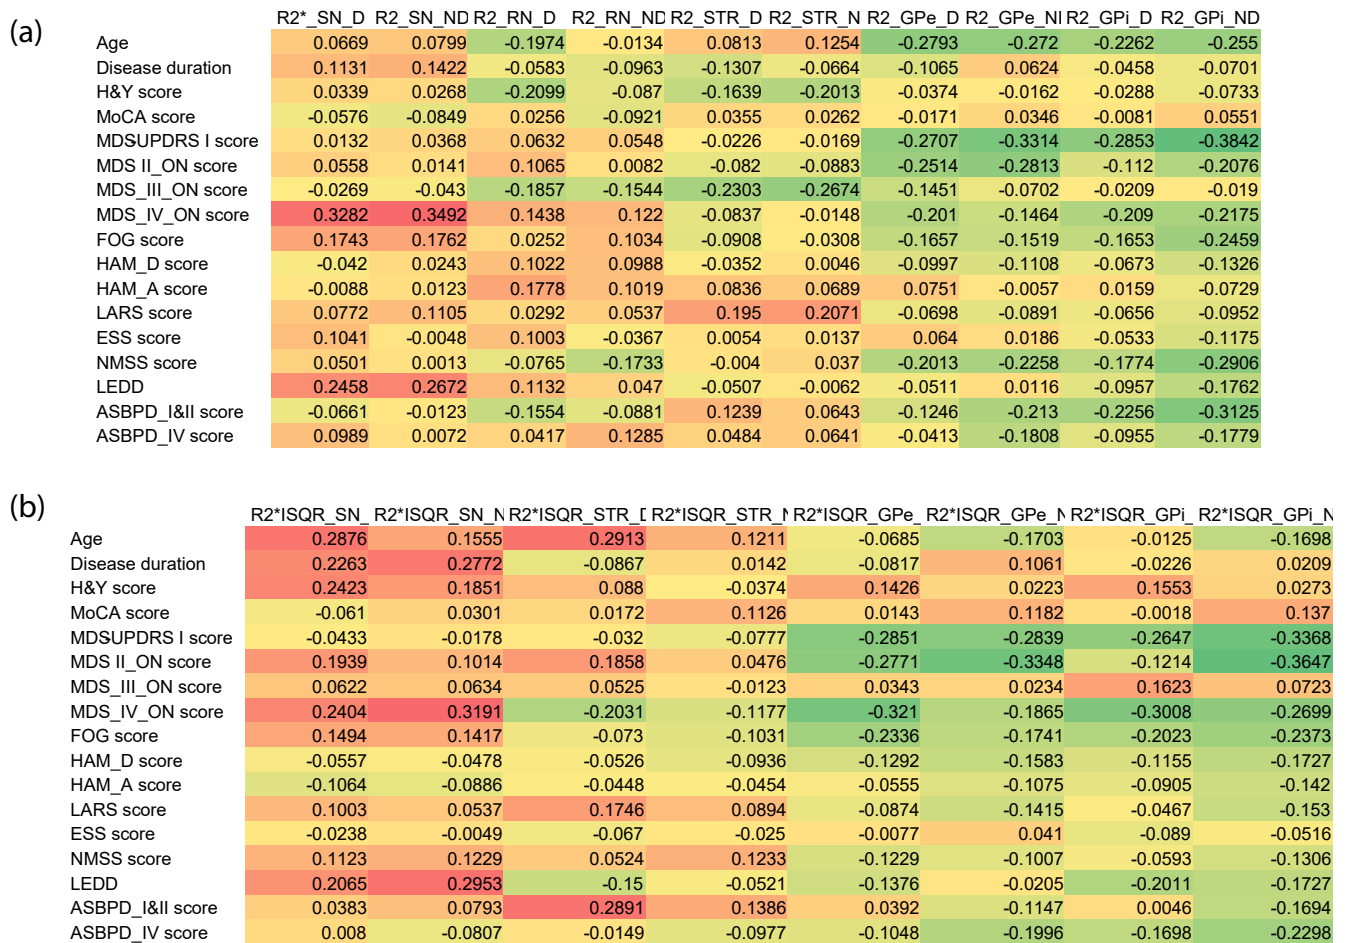 (a)
R2*_SN_D R2_SN_ND R2_RN_D R2_RN_ND R2_STR_D R2_STR_N R2_GPe_D R2_GPe_NI R2_GPi_D R2_GPi_ND
Age 0.0669 0.0799 -0.1974 -0.0134 0.0813 0.1254 -0.2793 -0.272 -0.2262 -0.255
Disease duration 0.1131 0.1422 -0.0583 -0.0963 -0.1307 -0.0664 -0.1065 0.0624 -0.0458 -0.0701
H&Y score 0.0339 0.0268 -0.2099 -0.087 -0.1639 -0.2013 -0.0374 -0.0162 -0.0288 -0.0733
MoCA score -0.0576 -0.0849 0.0256 -0.0921 0.0355 0.0262 -0.0171 0.0346 -0.0081 0.0551
MDS-UPDRS I score 0.0132 0.0368 0.0632 0.0548 -0.0226 -0.0169 -0.2707 -0.3314 -0.2853 -0.3842
MDS II_ON score 0.0558 0.0141 0.1065 0.0082 -0.082 -0.0883 -0.2514 -0.2813 -0.112 -0.2076
MDS_III_ON score -0.0269 -0.043 -0.1857 -0.1544 -0.2303 -0.2674 -0.1451 -0.0702 -0.0209 -0.019
MDS_IV_ON score 0.3282 0.3492 0.1438 0.122 -0.0837 -0.0148 -0.201 -0.1464 -0.209 -0.2175
FOG score 0.1743 0.1762 0.0252 0.1034 -0.0908 -0.0308 -0.1657 -0.1519 -0.1653 -0.2459
HAM_D score -0.042 0.0243 0.1022 0.0988 -0.0352 0.0046 -0.0997 -0.1108 -0.0673 -0.1326
HAM_A score -0.0088 0.0123 0.1778 0.1019 0.0836 0.0689 0.0751 -0.0057 0.0159 -0.0729
LARS score 0.0772 0.1105 0.0292 0.0537 0.195 0.2071 -0.0698 -0.0891 -0.0656 -0.0952
ESS score 0.1041 -0.0048 0.1003 -0.0367 0.0054 0.0137 0.064 0.0186 -0.0533 -0.1175
NMSS score 0.0501 0.0013 -0.0765 -0.1733 -0.004 0.037 -0.2013 -0.2258 -0.1774 -0.2906
LEDD 0.2458 0.2672 0.1132 0.047 -0.0507 -0.0062 -0.0511 0.0116 -0.0957 -0.1762
ASBPD_I&II score -0.0661 -0.0123 -0.1554 -0.0881 0.1239 0.0643 -0.1246 -0.213 -0.2256 -0.3125
ASBPD_IV score 0.0989 0.0072 0.0417 0.1285 0.0484 0.0641 -0.0413 -0.1808 -0.0955 -0.1779
(b)
R2*ISQR_SN_ R2*ISQR_SN_N R2*ISQR_STR_D R2*ISQR_STR_N R2*ISQR_GPe_ R2*ISQR_GPe_N R2*ISQR_GPi_ R2*ISQR_GPi_N
Age 0.2876 0.1555 0.2913 0.1211 -0.0685 -0.1703 -0.0125 -0.1698
Disease duration 0.2263 0.2772 -0.0867 0.0142 -0.0817 0.1061 -0.0226 0.0209
H&Y score 0.2423 0.1851 0.088 -0.0374 0.1426 0.0223 0.1553 0.0273
MoCA score -0.061 0.0301 0.0172 0.1126 0.0143 0.1182 -0.0018 0.137
MDS-UPDRS I score -0.0433 -0.0178 -0.032 -0.0777 -0.2851 -0.2839 -0.2647 -0.3368
MDS II_ON score 0.1939 0.1014 0.1858 0.0476 -0.2771 -0.3348 -0.1214 -0.3647
MDS_III_ON score 0.0622 0.0634 0.0525 -0.0123 0.0343 0.0234 0.1623 0.0723
MDS_IV_ON score 0.2404 0.3191 -0.2031 -0.1177 -0.321 -0.1865 -0.3008 -0.2699
FOG score 0.1494 0.1417 -0.073 -0.1031 -0.2336 -0.1741 -0.2023 -0.2373
HAM_D score -0.0557 -0.0478 -0.0526 -0.0936 -0.1292 -0.1583 -0.1155 -0.1727
HAM_A score -0.1064 -0.0886 -0.0448 -0.0454 -0.0555 -0.1075 -0.0905 -0.142
LARS score 0.1003 0.0537 0.1746 0.0894 -0.0874 -0.1415 -0.0467 -0.153
ESS score -0.0238 -0.0049 -0.067 -0.025 -0.0077 0.041 -0.089 -0.0516
NMSS score 0.1123 0.1229 0.0524 0.1233 -0.1229 -0.1007 -0.0593 -0.1306
LEDD 0.2065 0.2953 -0.15 -0.0521 -0.1376 -0.0205 -0.2011 -0.1727
ASBPD_I&II score 0.0383 0.0793 0.2891 0.1386 0.0392 -0.1147 0.0046 -0.1694
ASBPD_IV score 0.008 -0.0807 -0.0149 -0.0977 -0.1048 -0.1996 -0.1698 -0.2298